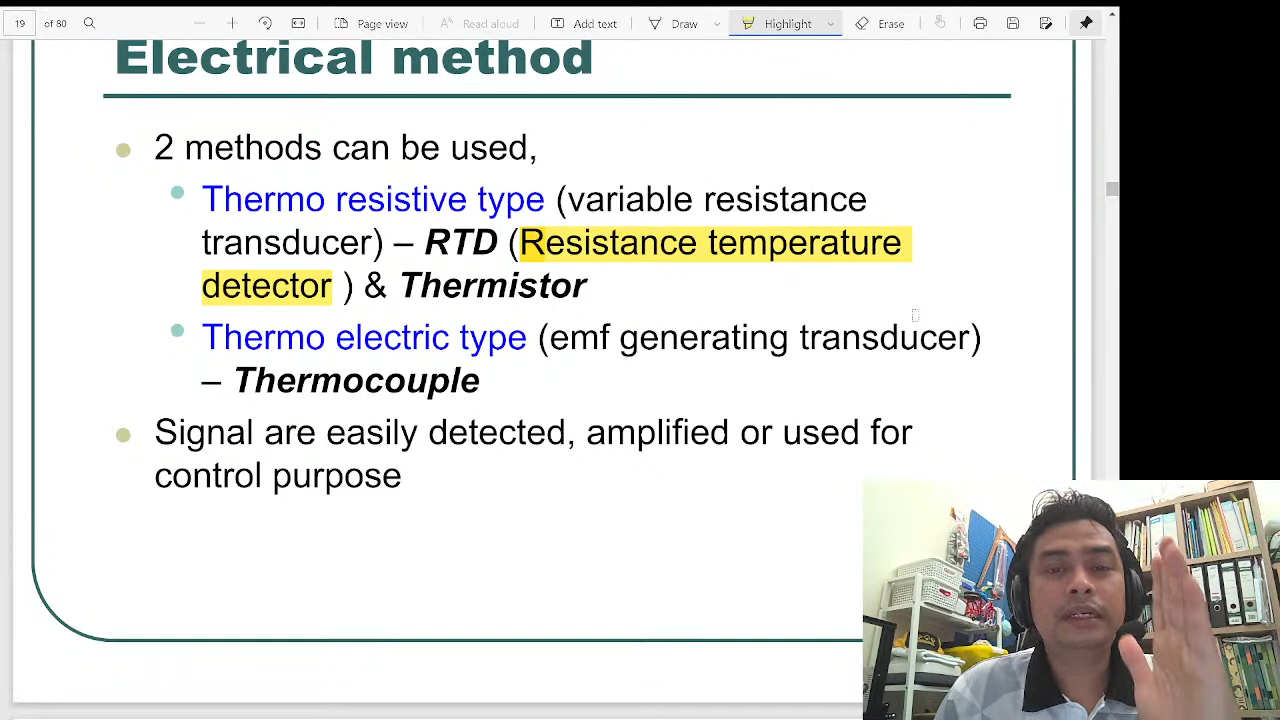 19 of 80 Page view Read aloud Add text Draw Highlight Erase
Electrical method
2 methods can be used,
Thermo resistive type (variable resistance
transducer) – RTD (Resistance temperature
detector ) & Thermistor
Thermo electric type (emf generating transducer)
– Thermocouple
Signal are easily detected, amplified or used for
control purpose